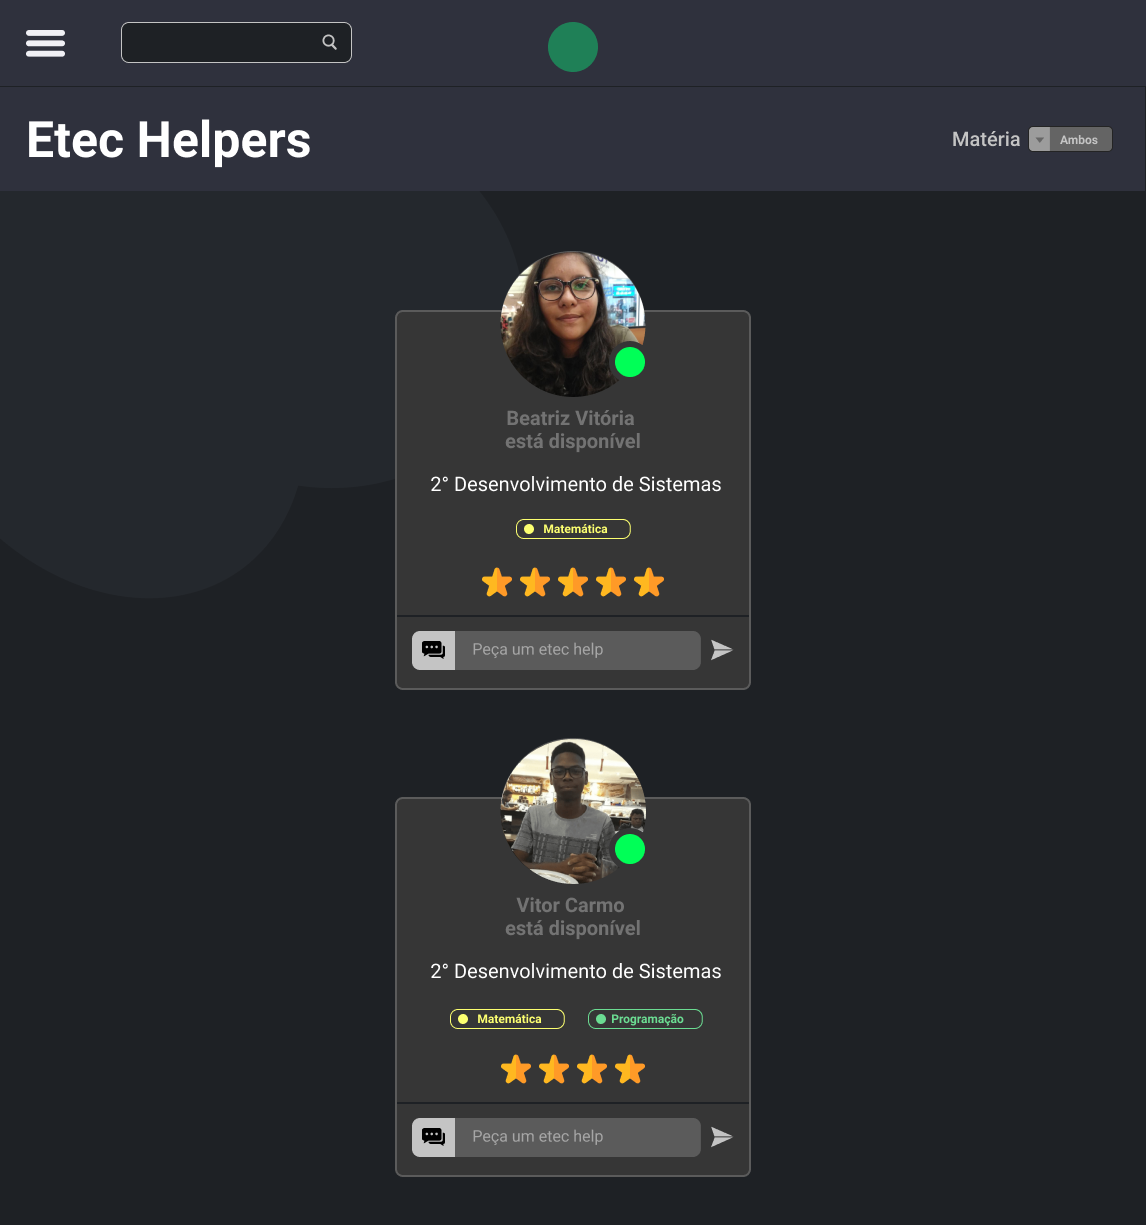 Etec Helpers
Matéria
Ambos
Beatriz Vitória
está disponível
2° Desenvolvimento de Sistemas
Matemática
Peça um etec help
Vitor Carmo
está disponível
2° Desenvolvimento de Sistemas
Matemática
Programação
Peça um etec help